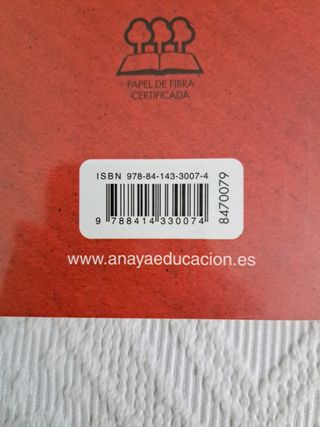 PAPEL DE FIBRA
CERTIFICADA
ISBN 978-84-143-3007-4
9 788414 330074
8470079
www.anayaeducacion.es